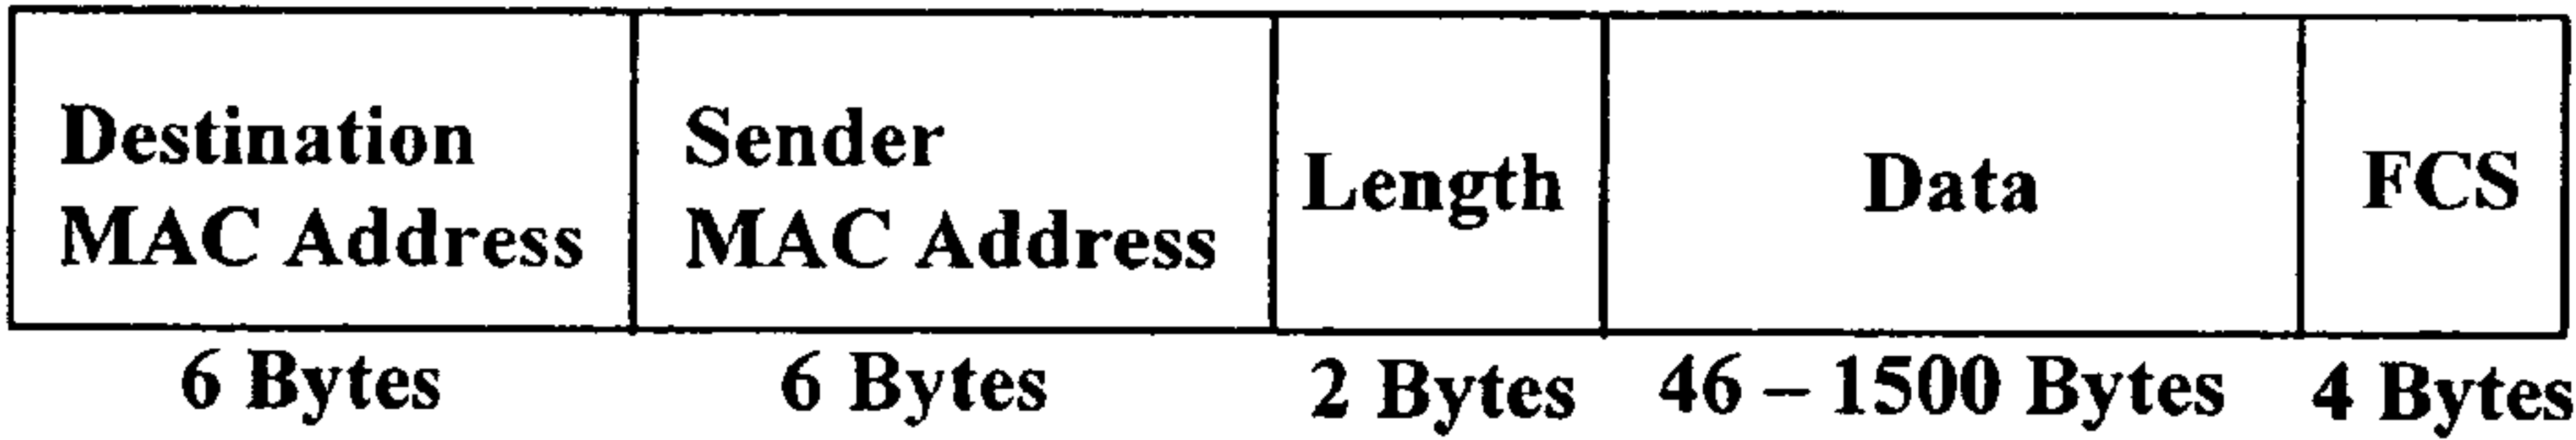 Destination
MAC Address
Sender
MAC Address
Length
Data
FCS
6 Bytes
6 Bytes
2 Bytes
46 – 1500 Bytes
4 Bytes